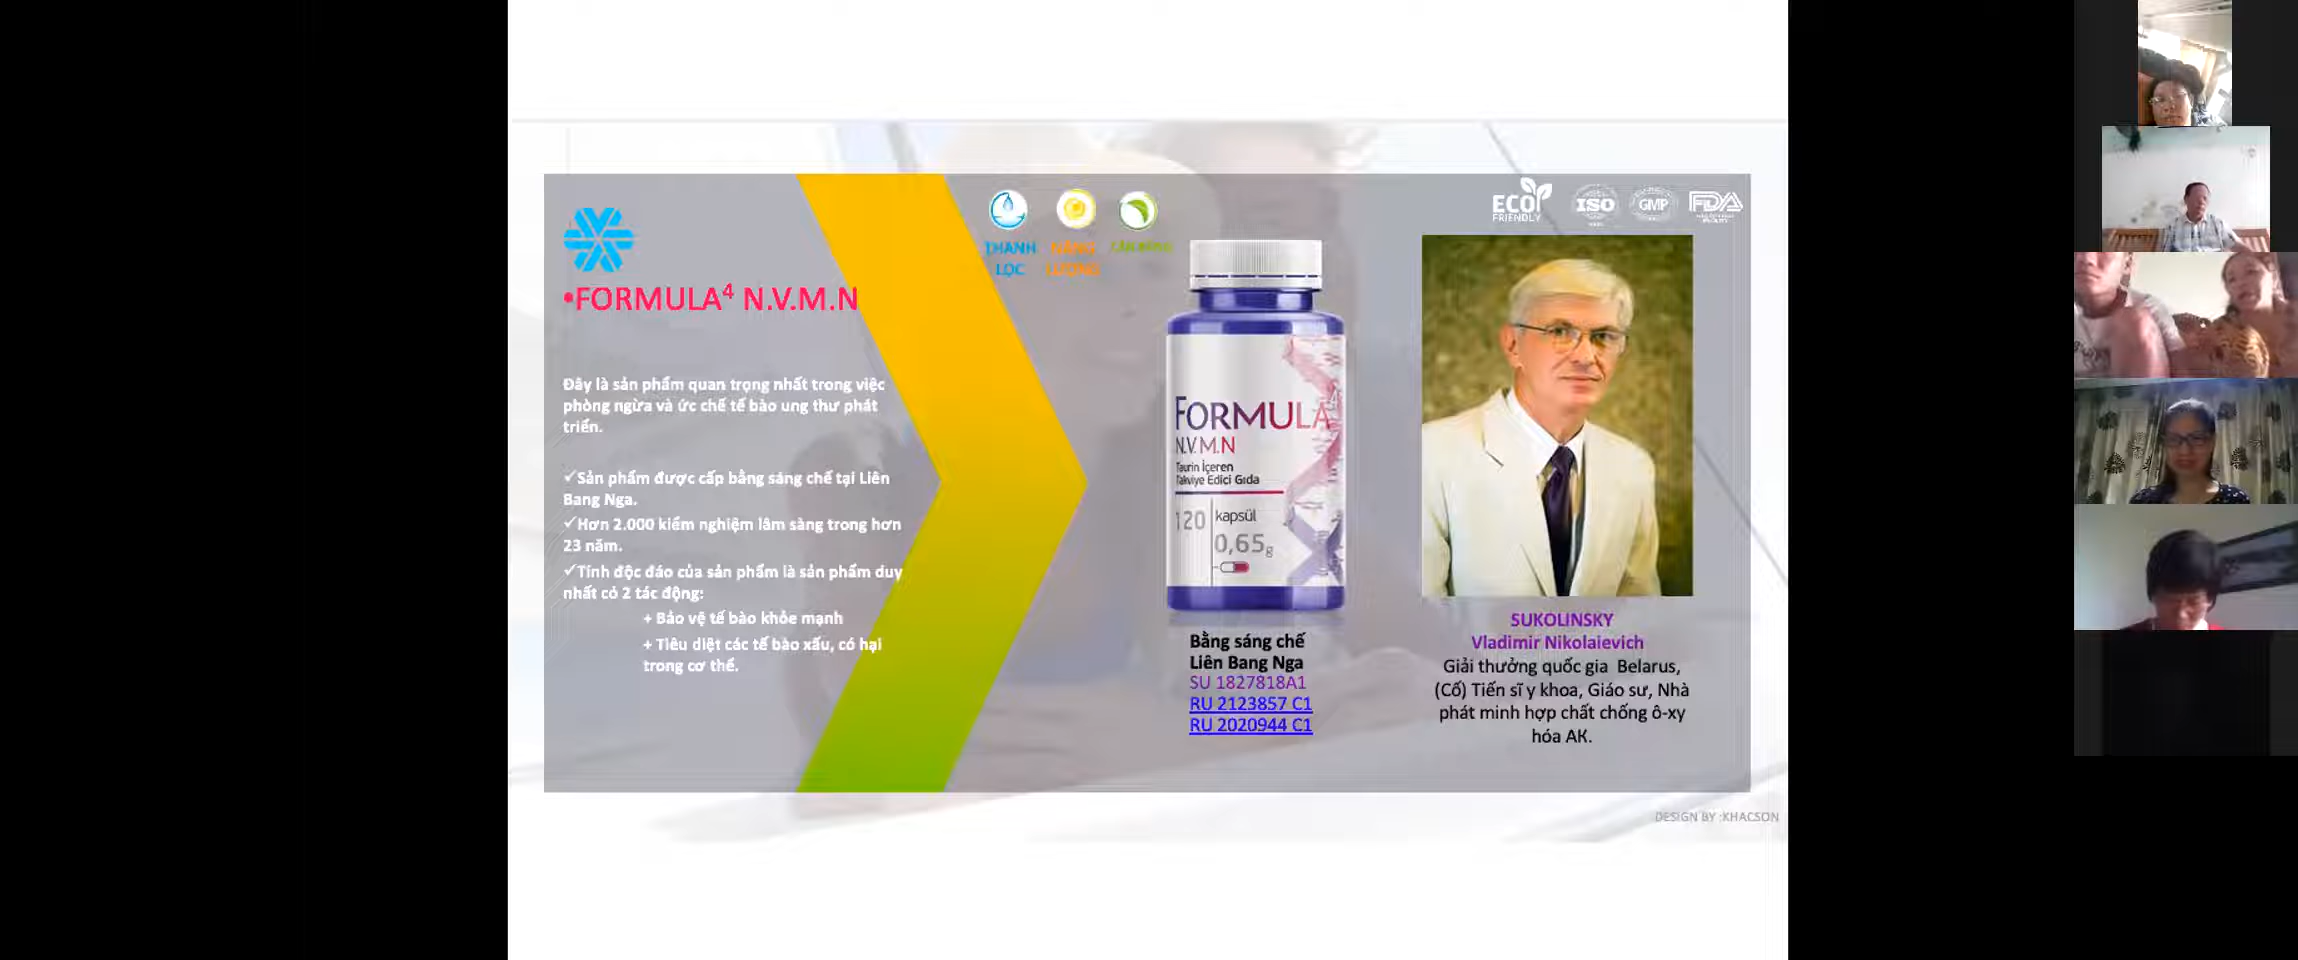 •FORMULA⁴ N.V.M.N
Đây là sản phẩm quan trọng nhất trong việc
phòng ngừa và ức chế tế bào ung thư phát
triển.
✓Sản phẩm được cấp bằng sáng chế tại Liên
Bang Nga.
✓Hơn 2.000 kiểm nghiệm lâm sàng trong hơn
23 năm.
✓Tính độc đáo của sản phẩm là sản phẩm duy
nhất có 2 tác động:
+ Bảo vệ tế bào khỏe mạnh
+ Tiêu diệt các tế bào xấu, có hại
trong cơ thể.
THANH
LỌC
NĂNG
LƯỢNG
CÂN BẰNG
FORMULA⁴
N.V.M.N
Taurin İçeren
Takviye Edici Gıda
120 kapsül
0,65g
Bằng sáng chế
Liên Bang Nga
SU 1827818A1
RU 2123857 C1
RU 2020944 C1
ECO
FRIENDLY
ISO
GMP
FDA
SUKOLINSKY
Vladimir Nikolaievich
Giải thưởng quốc gia Belarus,
(Cố) Tiến sĩ y khoa, Giáo sư, Nhà
phát minh hợp chất chống ô-xy
hóa AK.
DESIGN BY :KHACSON